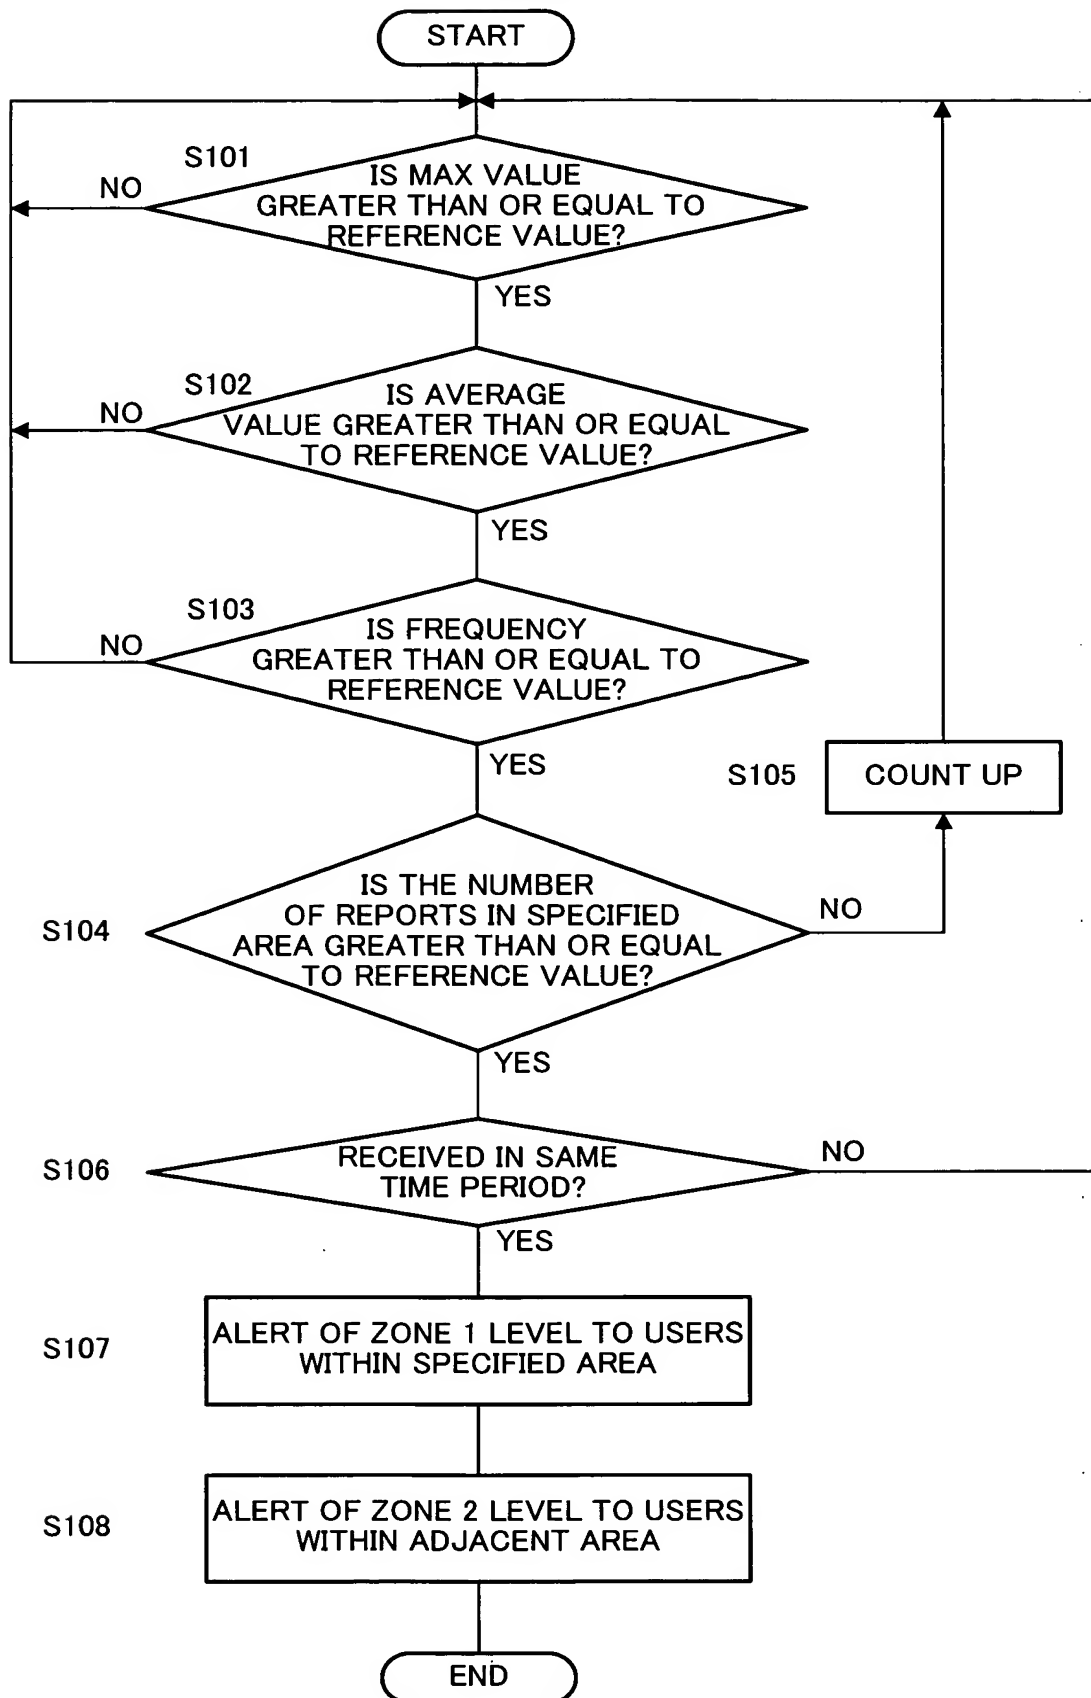 START
S101
NO
IS MAX VALUE
GREATER THAN OR EQUAL TO
REFERENCE VALUE?
YES
S102
NO
IS AVERAGE
VALUE GREATER THAN OR EQUAL
TO REFERENCE VALUE?
YES
S103
NO
IS FREQUENCY
GREATER THAN OR EQUAL TO
REFERENCE VALUE?
YES
S105
COUNT UP
S104
IS THE NUMBER
OF REPORTS IN SPECIFIED
AREA GREATER THAN OR EQUAL
TO REFERENCE VALUE?
NO
YES
S106
RECEIVED IN SAME
TIME PERIOD?
NO
YES
S107
ALERT OF ZONE 1 LEVEL TO USERS
WITHIN SPECIFIED AREA
S108
ALERT OF ZONE 2 LEVEL TO USERS
WITHIN ADJACENT AREA
END